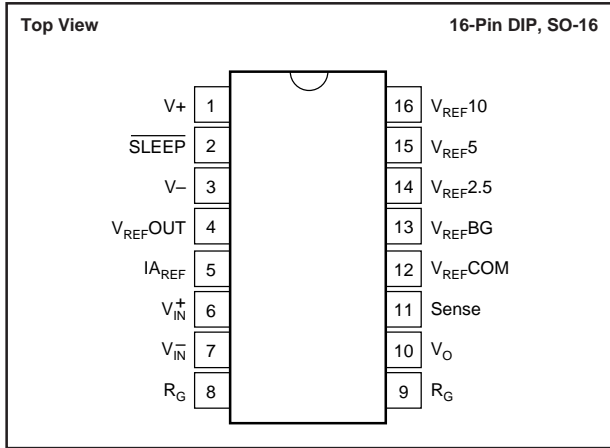 Top View 16-Pin DIP, SO-16
V+ 1 16 VREF10
SLEEP 2 15 VREF5
V– 3 14 VREF2.5
VREFOUT 4 13 VREFBG
IAREF 5 12 VREFCOM
V+IN 6 11 Sense
V–IN 7 10 VO
RG 8 9 RG